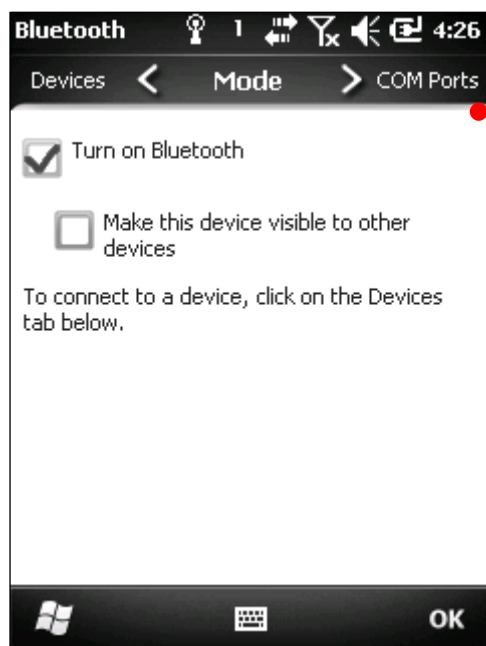 Bluetooth 1 4:26
Devices < Mode > COM Ports
Turn on Bluetooth
Make this device visible to other
devices
To connect to a device, click on the Devices
tab below.
OK